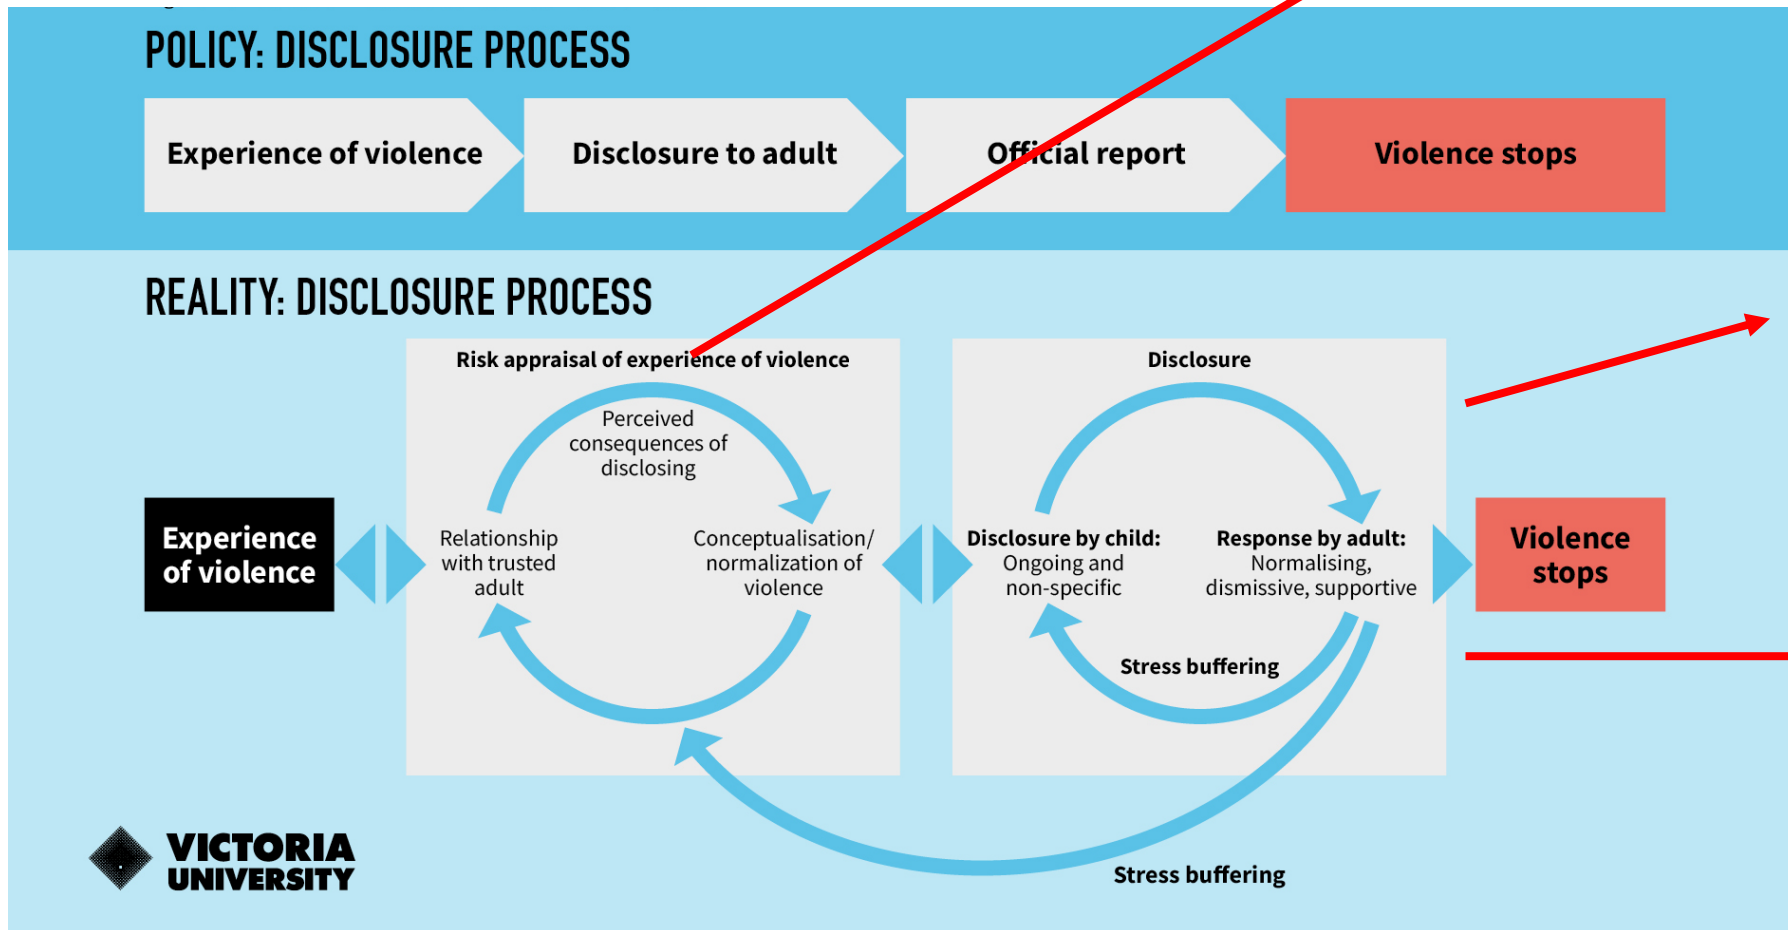 POLICY: DISCLOSURE PROCESS
Experience of violence
Disclosure to adult
Official report
Violence stops
REALITY: DISCLOSURE PROCESS
Risk appraisal of experience of violence
Perceived
consequences of
disclosing
Relationship
with trusted
adult
Conceptualisation/
normalization of
violence
Experience
of violence
Disclosure
Disclosure by child:
Ongoing and
non-specific
Response by adult:
Normalising,
dismissive, supportive
Stress buffering
Violence
stops
Stress buffering
VICTORIA
UNIVERSITY